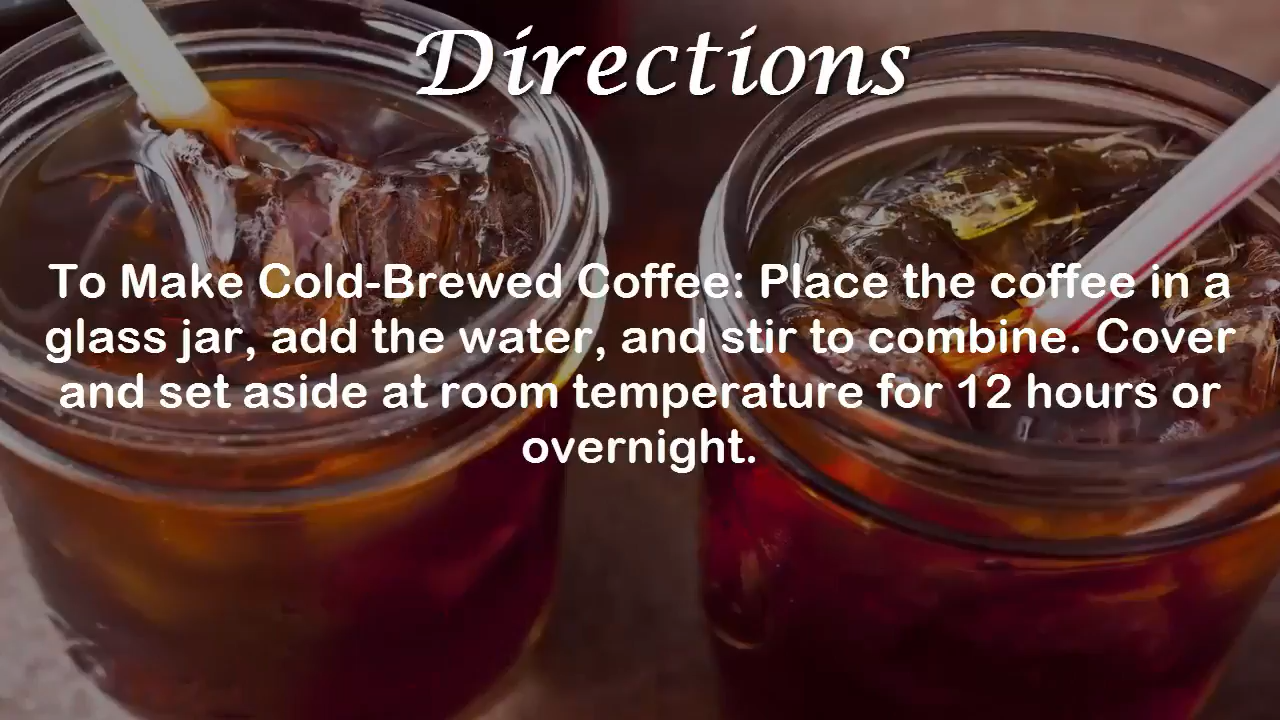 Directions
To Make Cold-Brewed Coffee: Place the coffee in a
glass jar, add the water, and stir to combine. Cover
and set aside at room temperature for 12 hours or
overnight.